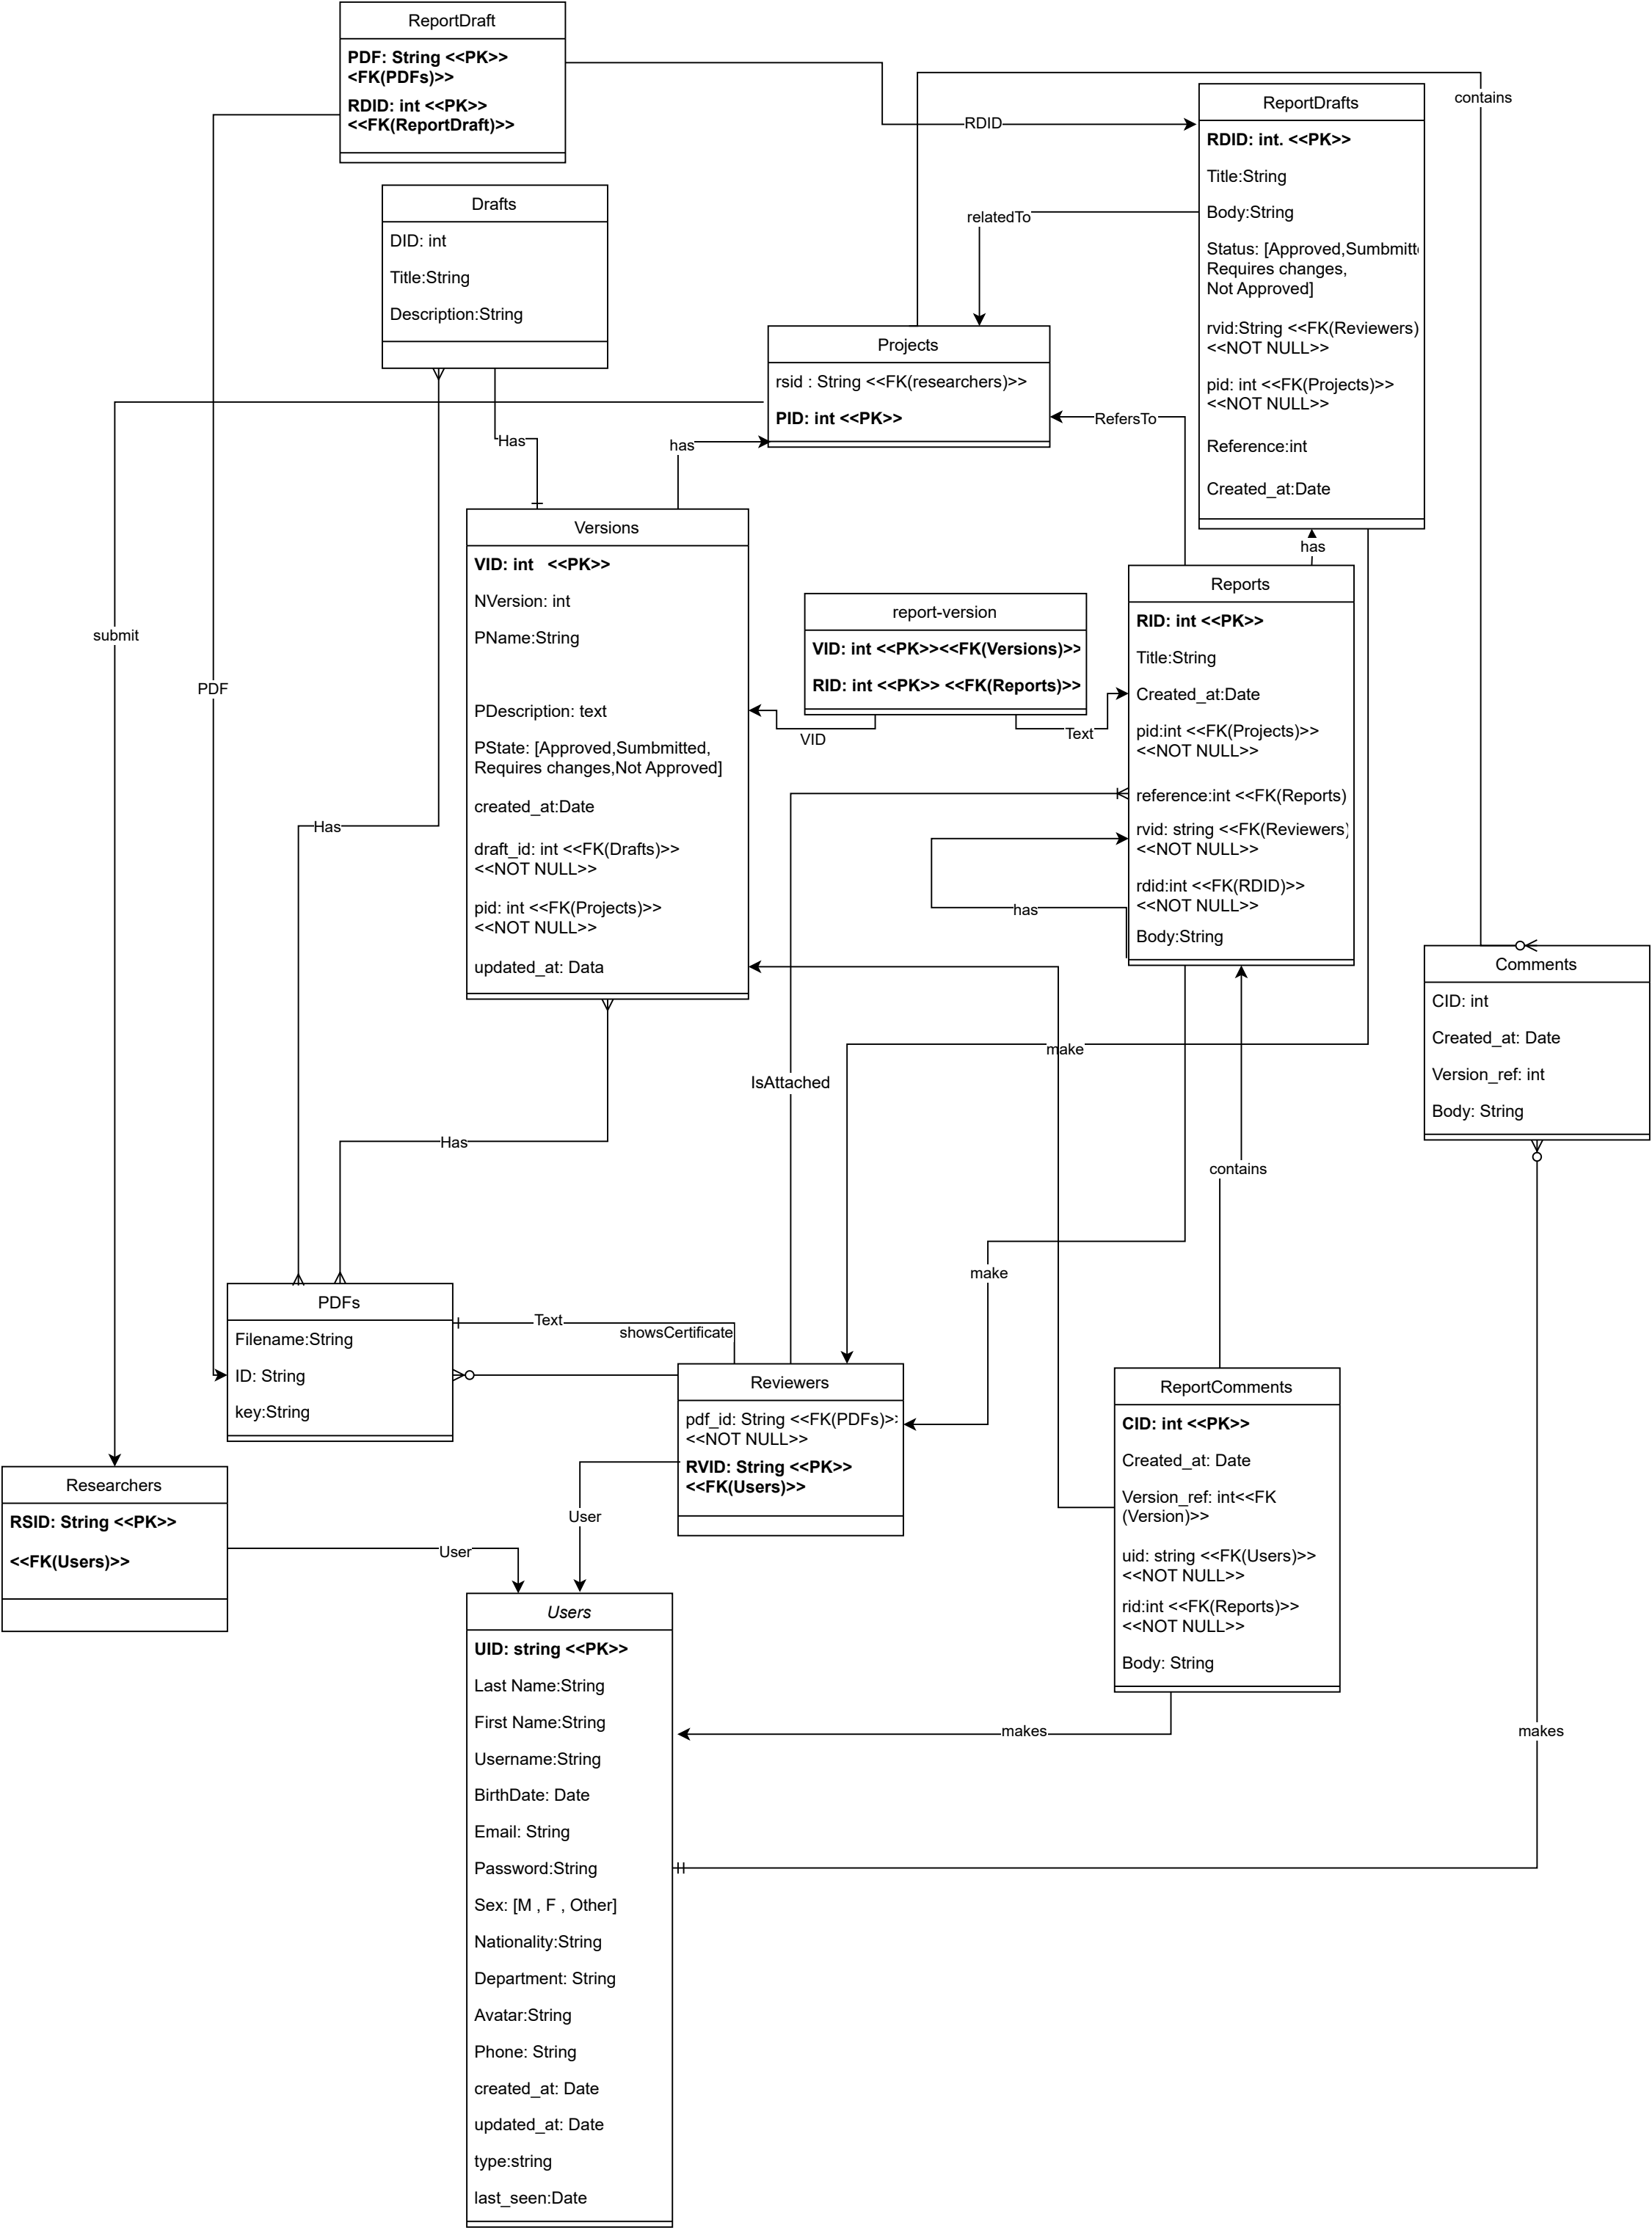 ReportDraft
PDF: String <<PK>>
<FK(PDFs)>>
RDID: int <<PK>>
<<FK(ReportDraft)>>
RDID
contains
ReportDrafts
RDID: int. <<PK>>
Title:String
Body:String
Status: [Approved,Sumbmitt
Requires changes,
Not Approved]
rvid:String <<FK(Reviewers)
<<NOT NULL>>
pid: int <<FK(Projects)>>
<<NOT NULL>>
Reference:int
Created_at:Date
Drafts
DID: int
Title:String
Description:String
relatedTo
Projects
rsid : String <<FK(researchers)>>
PID: int <<PK>>
RefersTo
Has
has
has
submit
PDF
Versions
VID: int <<PK>>
NVersion: int
PName:String
PDescription: text
PState: [Approved,Sumbmitted,
Requires changes,Not Approved]
created_at:Date
draft_id: int <<FK(Drafts)>>
<<NOT NULL>>
pid: int <<FK(Projects)>>
<<NOT NULL>>
updated_at: Data
report-version
VID: int <<PK>><<FK(Versions)>>
RID: int <<PK>> <<FK(Reports)>>
VID
Text
Reports
RID: int <<PK>>
Title:String
Created_at:Date
pid:int <<FK(Projects)>>
<<NOT NULL>>
reference:int <<FK(Reports)
rvid: string <<FK(Reviewers)
<<NOT NULL>>
rdid:int <<FK(RDID)>>
<<NOT NULL>>
Body:String
Has
has
Comments
CID: int
Created_at: Date
Version_ref: int
Body: String
make
IsAttached
Has
contains
make
PDFs
Filename:String
ID: String
key:String
Text
showsCertificate
Reviewers
pdf_id: String <<FK(PDFs)>>
<<NOT NULL>>
RVID: String <<PK>>
<<FK(Users)>>
ReportComments
CID: int <<PK>>
Created_at: Date
Version_ref: int<<FK
(Version)>>
uid: string <<FK(Users)>>
<<NOT NULL>>
rid:int <<FK(Reports)>>
<<NOT NULL>>
Body: String
Researchers
RSID: String <<PK>>
<<FK(Users)>>
User
User
Users
UID: string <<PK>>
Last Name:String
First Name:String
Username:String
BirthDate: Date
Email: String
Password:String
Sex: [M , F , Other]
Nationality:String
Department: String
Avatar:String
Phone: String
created_at: Date
updated_at: Date
type:string
last_seen:Date
makes
makes